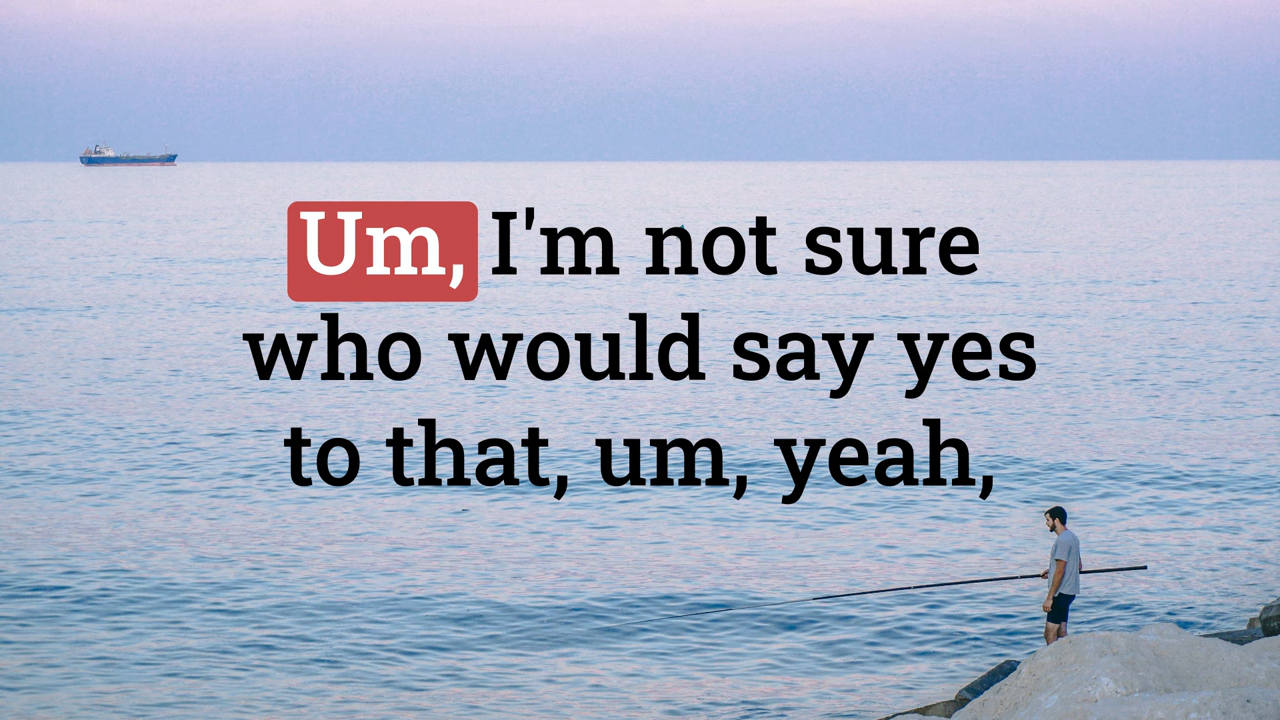 Um, I'm not sure
who would say yes
to that, um, yeah,